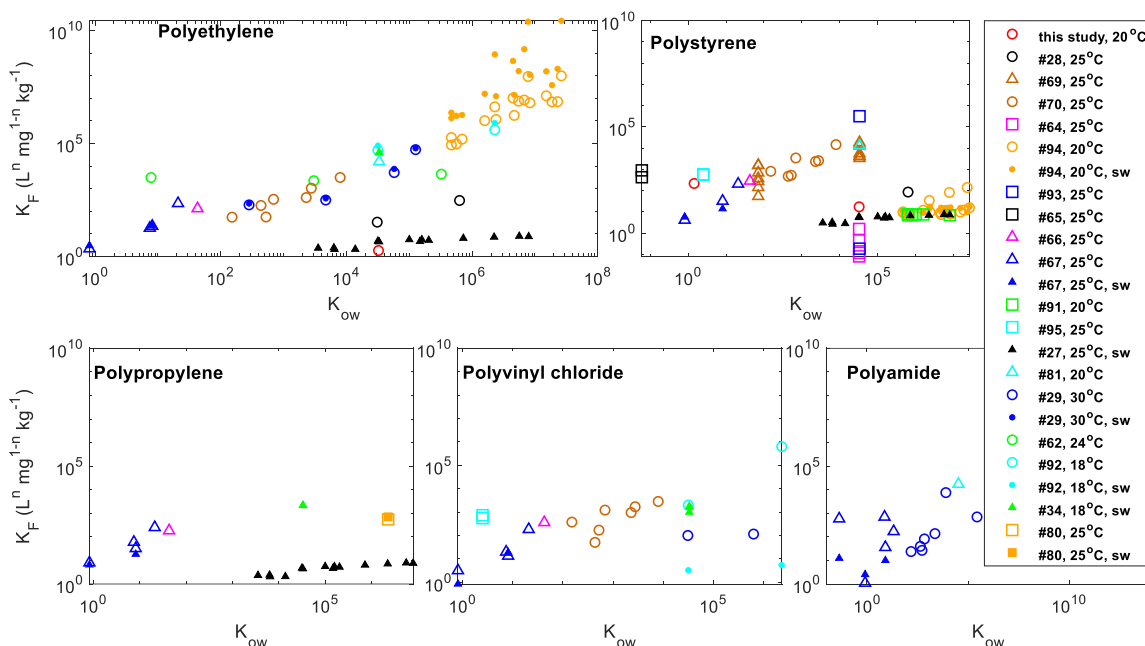 Polyethylene
10^10
10^5
10^0
K_F (L^n mg^1-n kg^-1)
10^0
10^2
10^4
10^6
10^8
K_ow
Polystyrene
10^10
10^5
10^0
10^0
10^5
K_ow
this study, 20°C
#28, 25°C
#69, 25°C
#70, 25°C
#64, 25°C
#94, 20°C
#94, 20°C, sw
#93, 25°C
#65, 25°C
#66, 25°C
#67, 25°C
#67, 25°C, sw
#91, 20°C
#95, 25°C
#27, 25°C, sw
#81, 20°C
#29, 30°C
#29, 30°C, sw
#62, 24°C
#92, 18°C
#92, 18°C, sw
#34, 18°C, sw
#80, 25°C
#80, 25°C, sw
Polypropylene
10^10
10^5
10^0
K_F (L^n mg^1-n kg^-1)
10^0
10^5
K_ow
Polyvinyl chloride
10^10
10^5
10^0
10^0
10^5
K_ow
Polyamide
10^10
10^5
10^0
10^0
10^10
K_ow